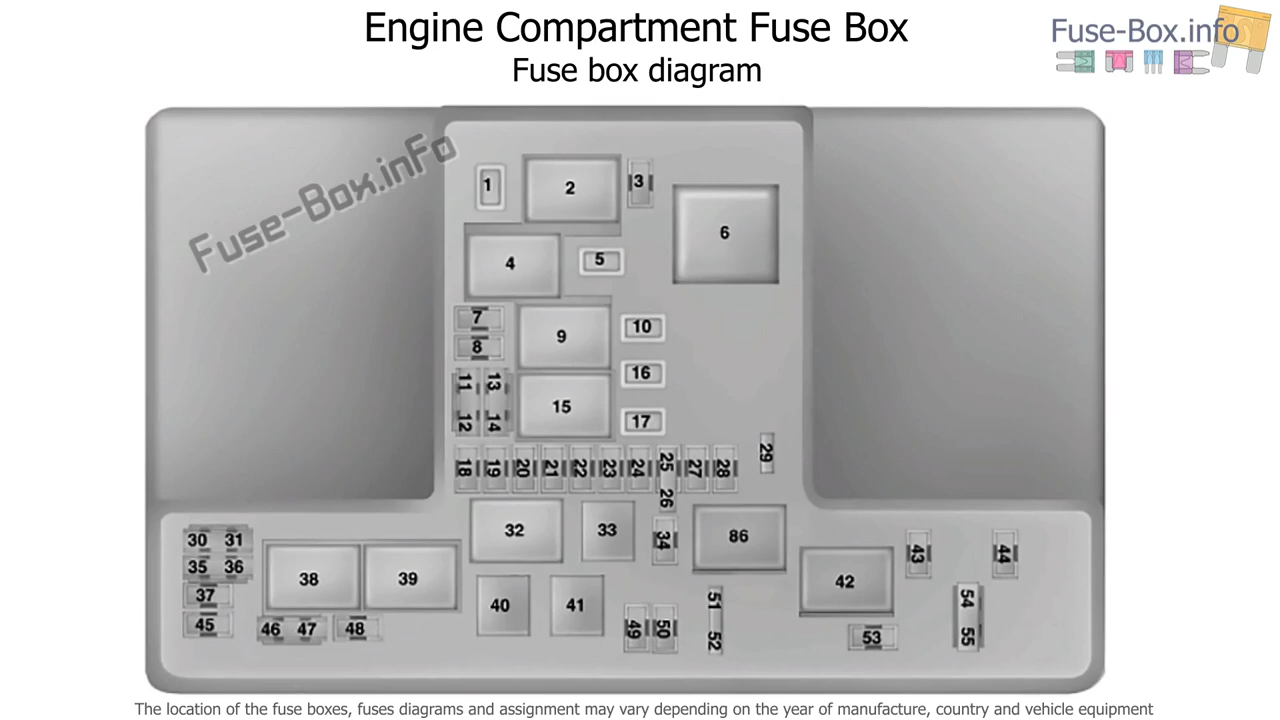 Engine Compartment Fuse Box
Fuse box diagram
Fuse-Box.info
Fuse-Box.info
1 2 3
6
4 5
7
8
9
10
11 13
12 14
15
16
17
18 19 20 21 22 23 24 25 27 28 29
26
30 31
32 33 34 86
35 36
37
38 39
40 41
42 43 44
45
46 47 48
49 50
51
52
53
54
55
The location of the fuse boxes, fuses diagrams and assignment may vary depending on the year of manufacture, country and vehicle equipment